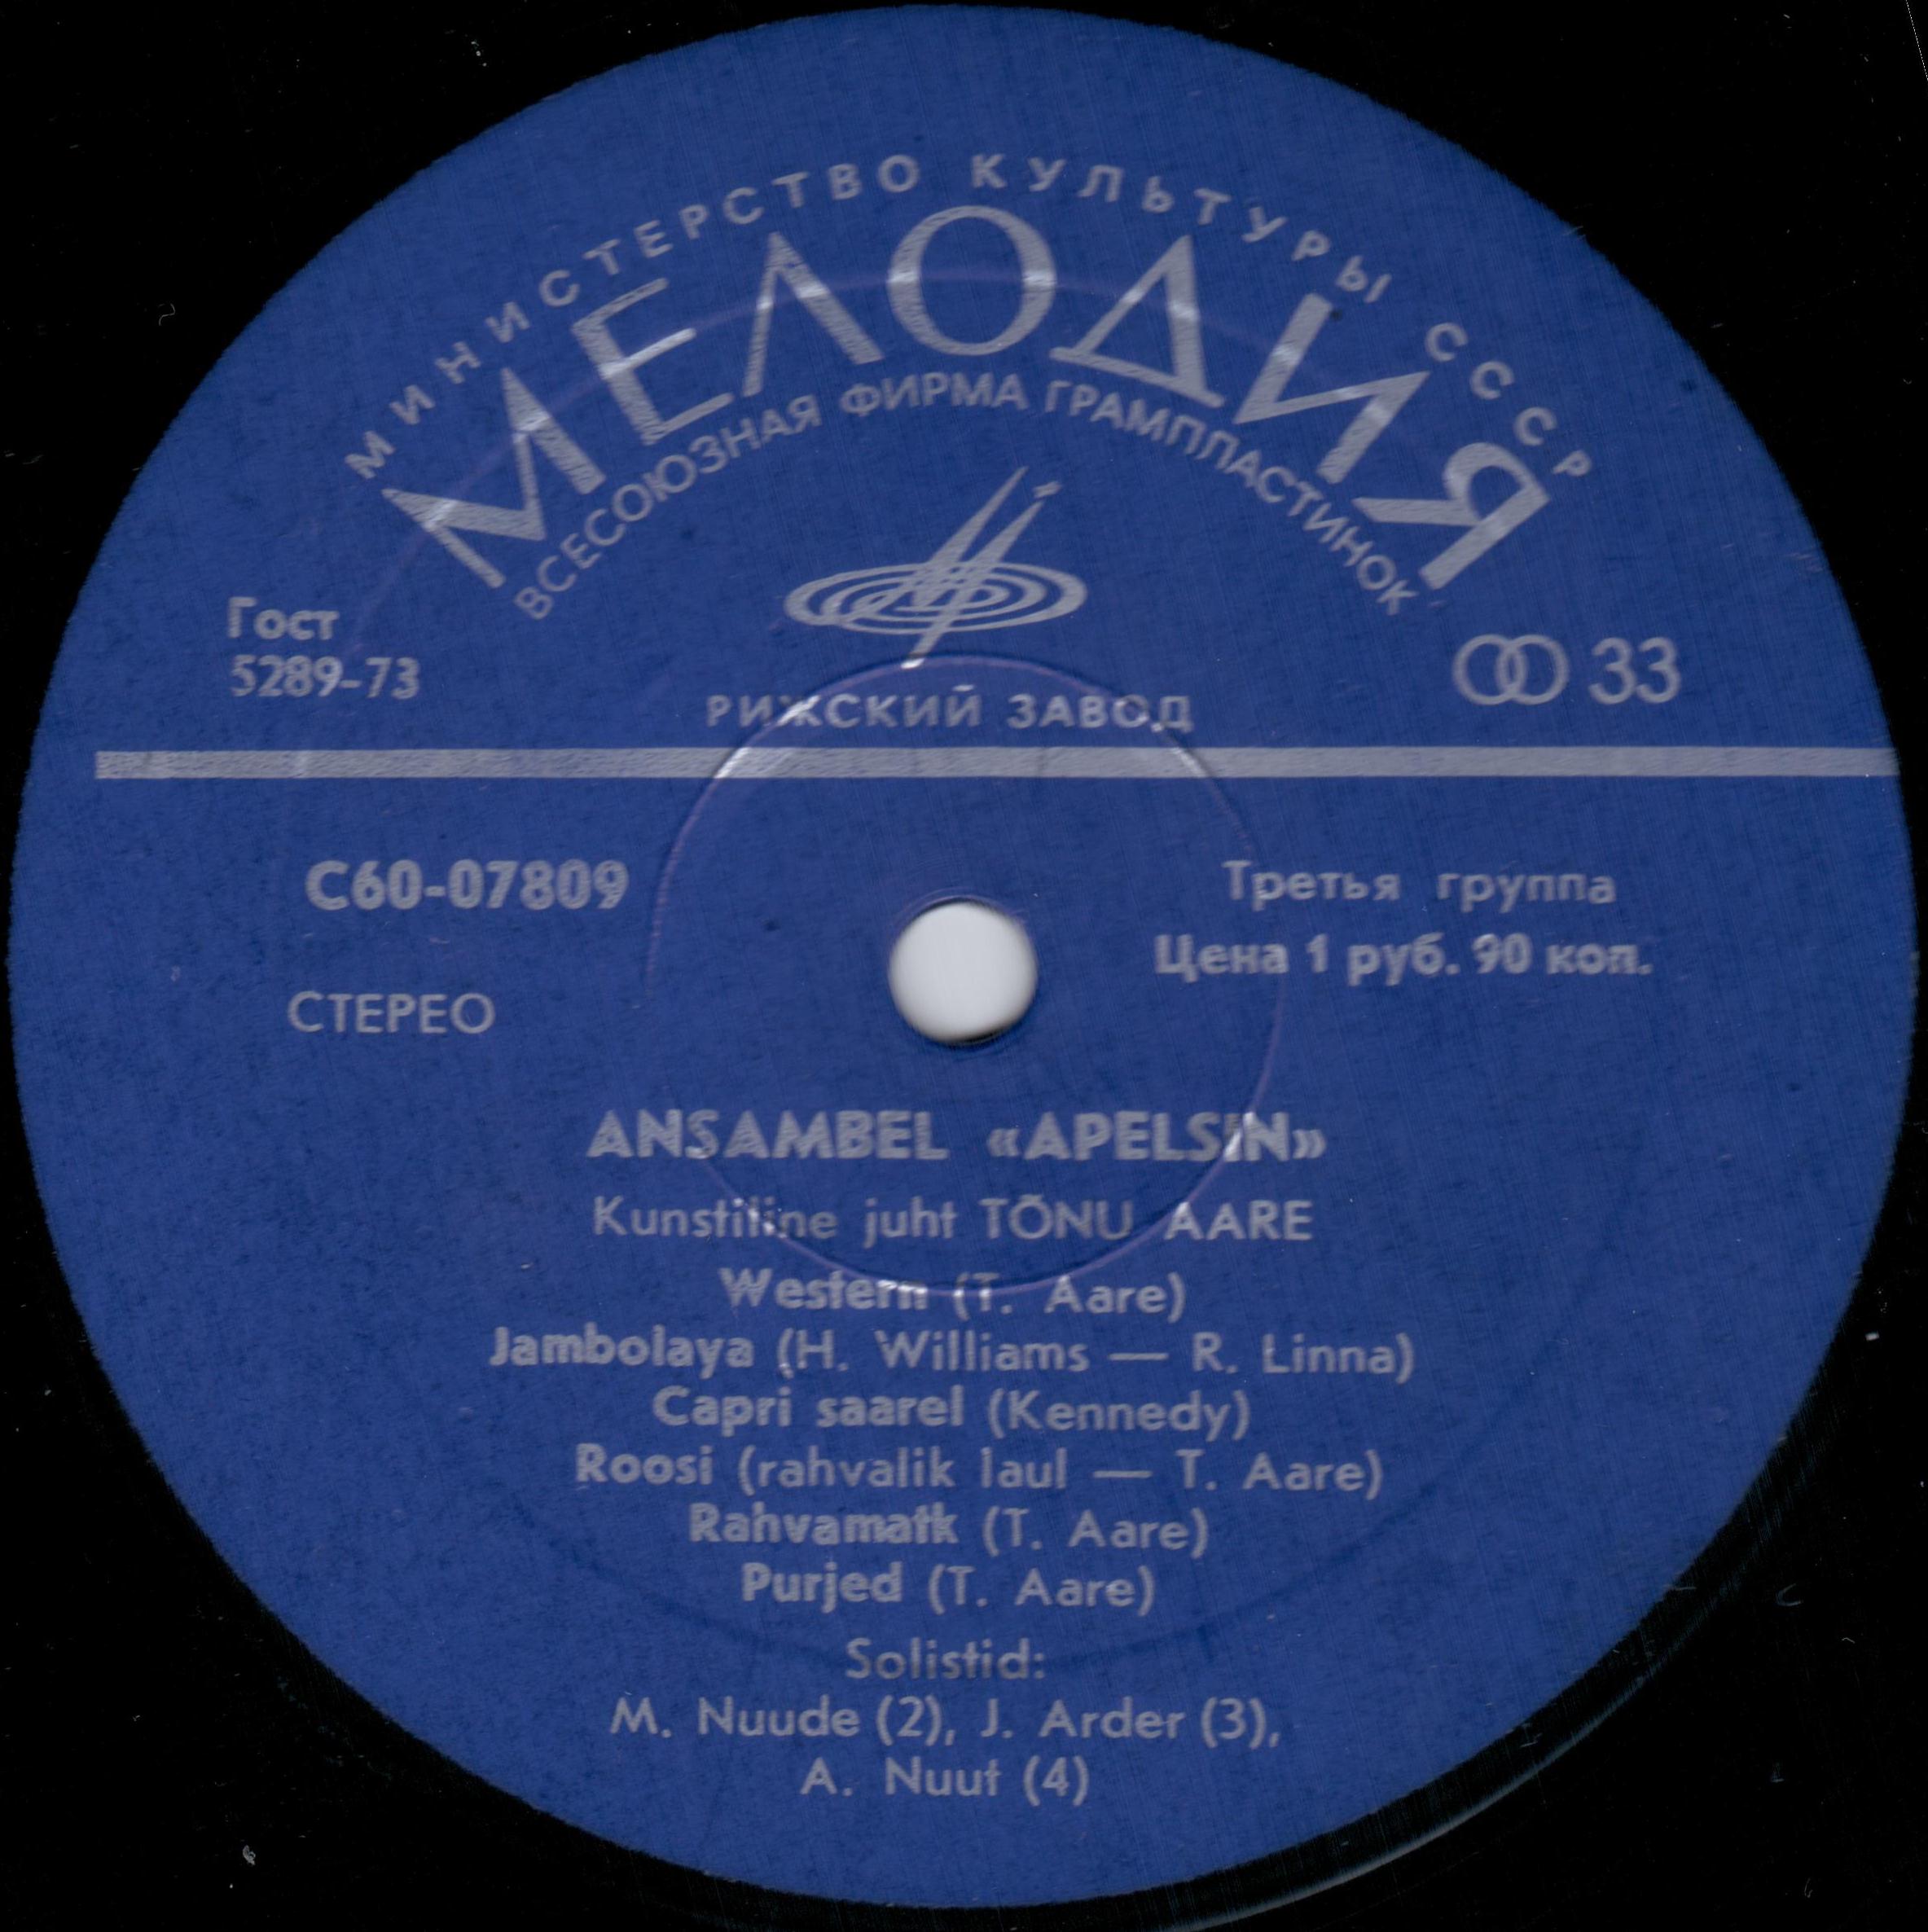 МИНИСТЕРСТВО КУЛЬТУРЫ СССР
МЕЛОДИЯ
ВСЕСОЮЗНАЯ ФИРМА ГРАМПЛАСТИНОК
Гост
5289-73
33
РИЖСКИЙ ЗАВОД
С60-07809
Третья группа
Цена 1 руб. 90 коп.
СТЕРЕО
ANSAMBEL «APELSIN»
Kunstiline juht TÕNU AARE
Western (T. Aare)
Jambolaya (H. Williams — R. Linna)
Capri saarel (Kennedy)
Roosi (rahvalik laul — T. Aare)
Rahvamatk (T. Aare)
Purjed (T. Aare)
Solistid:
M. Nuude (2), J. Arder (3),
A. Nuut (4)